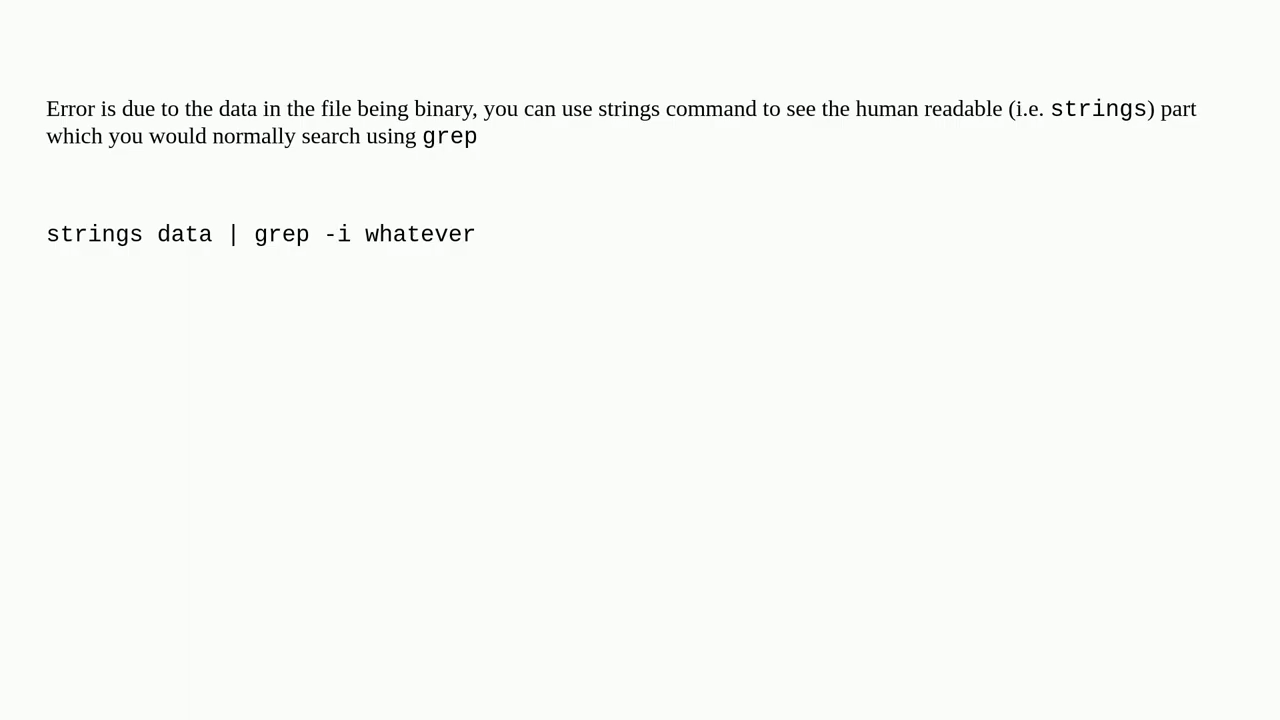 Error is due to the data in the file being binary, you can use strings command to see the human readable (i.e. strings) part
which you would normally search using grep
strings data | grep -i whatever